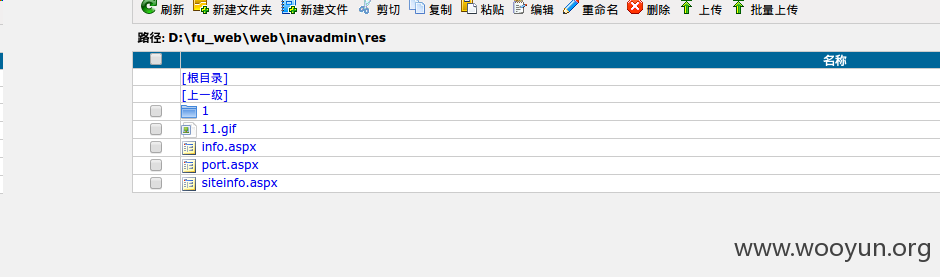 刷新 新建文件夹 新建文件 剪切 复制 粘贴 编辑 重命名 删除 上传 批量上传
路径: D:\fu_web\web\inavadmin\res
名称
[根目录]
[上一级]
1
11.gif
info.aspx
port.aspx
siteinfo.aspx
www.wooyun.org